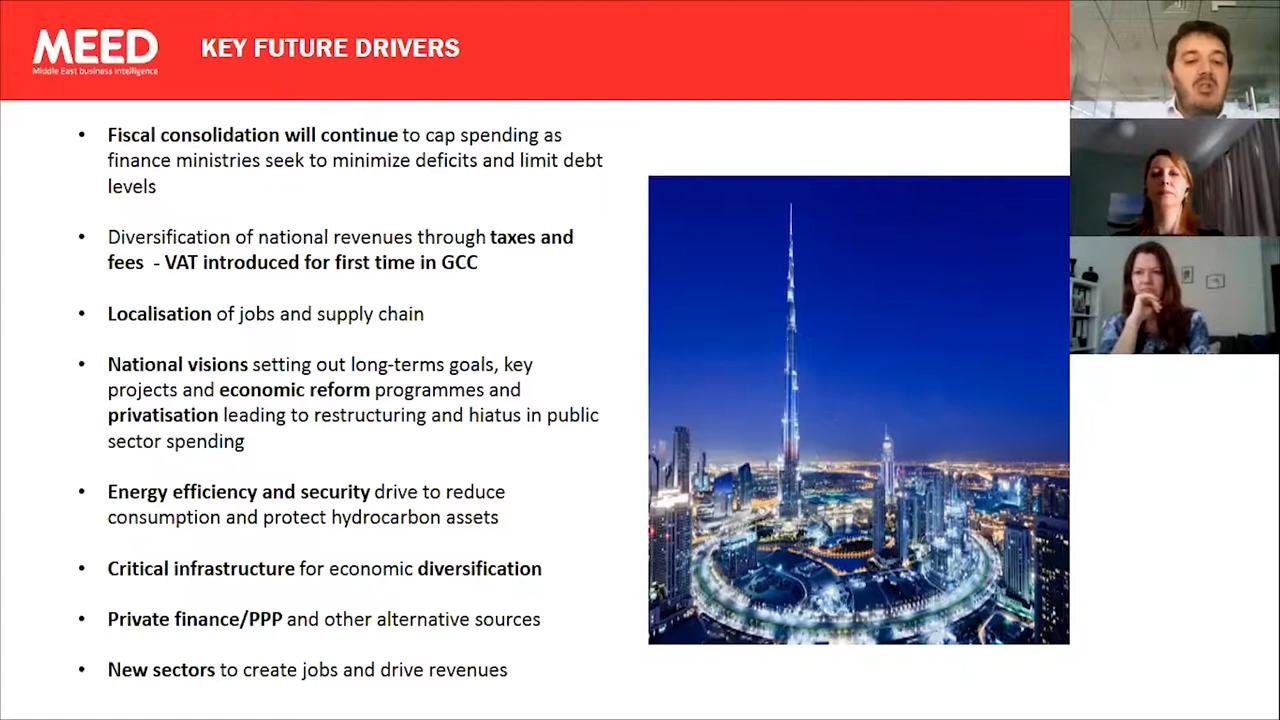 MEED
Middle East business intelligence
KEY FUTURE DRIVERS
• Fiscal consolidation will continue to cap spending as
finance ministries seek to minimize deficits and limit debt
levels
• Diversification of national revenues through taxes and
fees - VAT introduced for first time in GCC
• Localisation of jobs and supply chain
• National visions setting out long-terms goals, key
projects and economic reform programmes and
privatisation leading to restructuring and hiatus in public
sector spending
• Energy efficiency and security drive to reduce
consumption and protect hydrocarbon assets
• Critical infrastructure for economic diversification
• Private finance/PPP and other alternative sources
• New sectors to create jobs and drive revenues